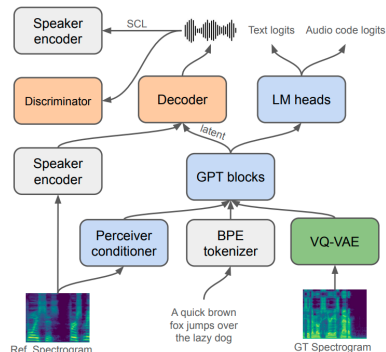 Speaker
encoder
SCL
Text logits
Audio code logits
Discriminator
Decoder
LM heads
latent
Speaker
encoder
GPT blocks
Perceiver
conditioner
BPE
tokenizer
VQ-VAE
A quick brown
fox jumps over
the lazy dog
Ref. Spectrogram
GT Spectrogram